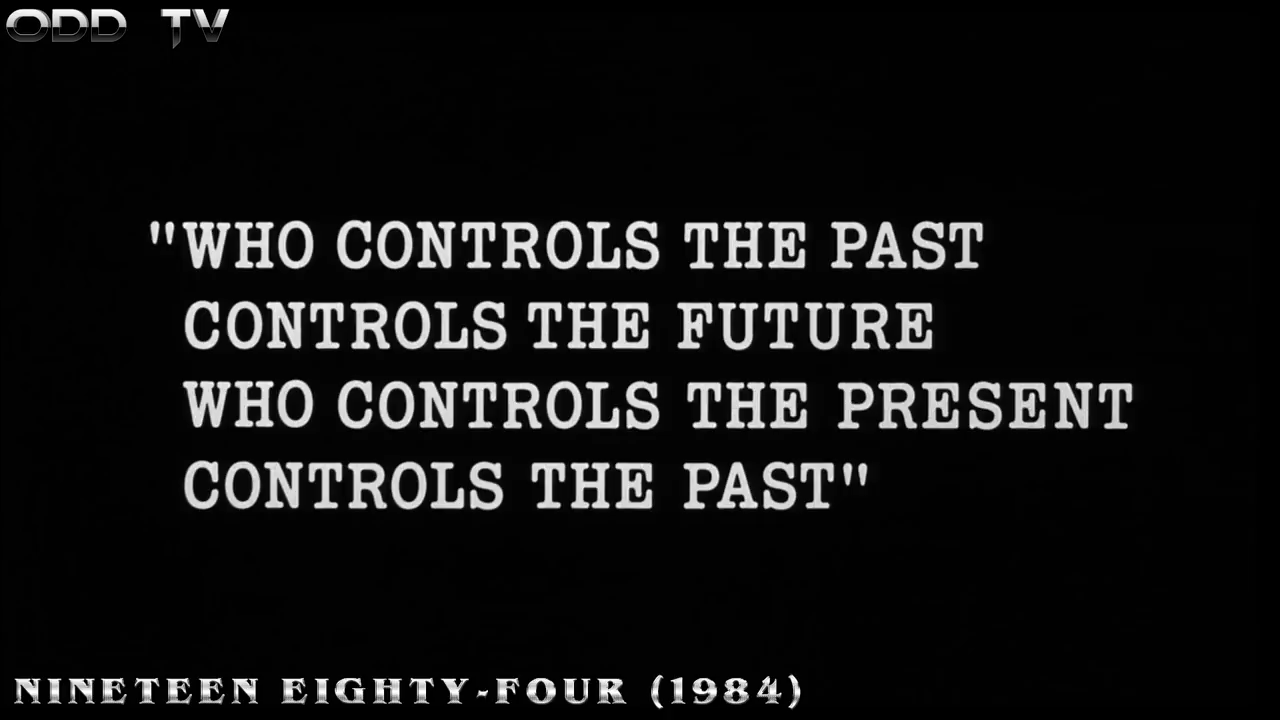 ODD TV
"WHO CONTROLS THE PAST
CONTROLS THE FUTURE
WHO CONTROLS THE PRESENT
CONTROLS THE PAST"
NINETEEN EIGHTY-FOUR (1984)